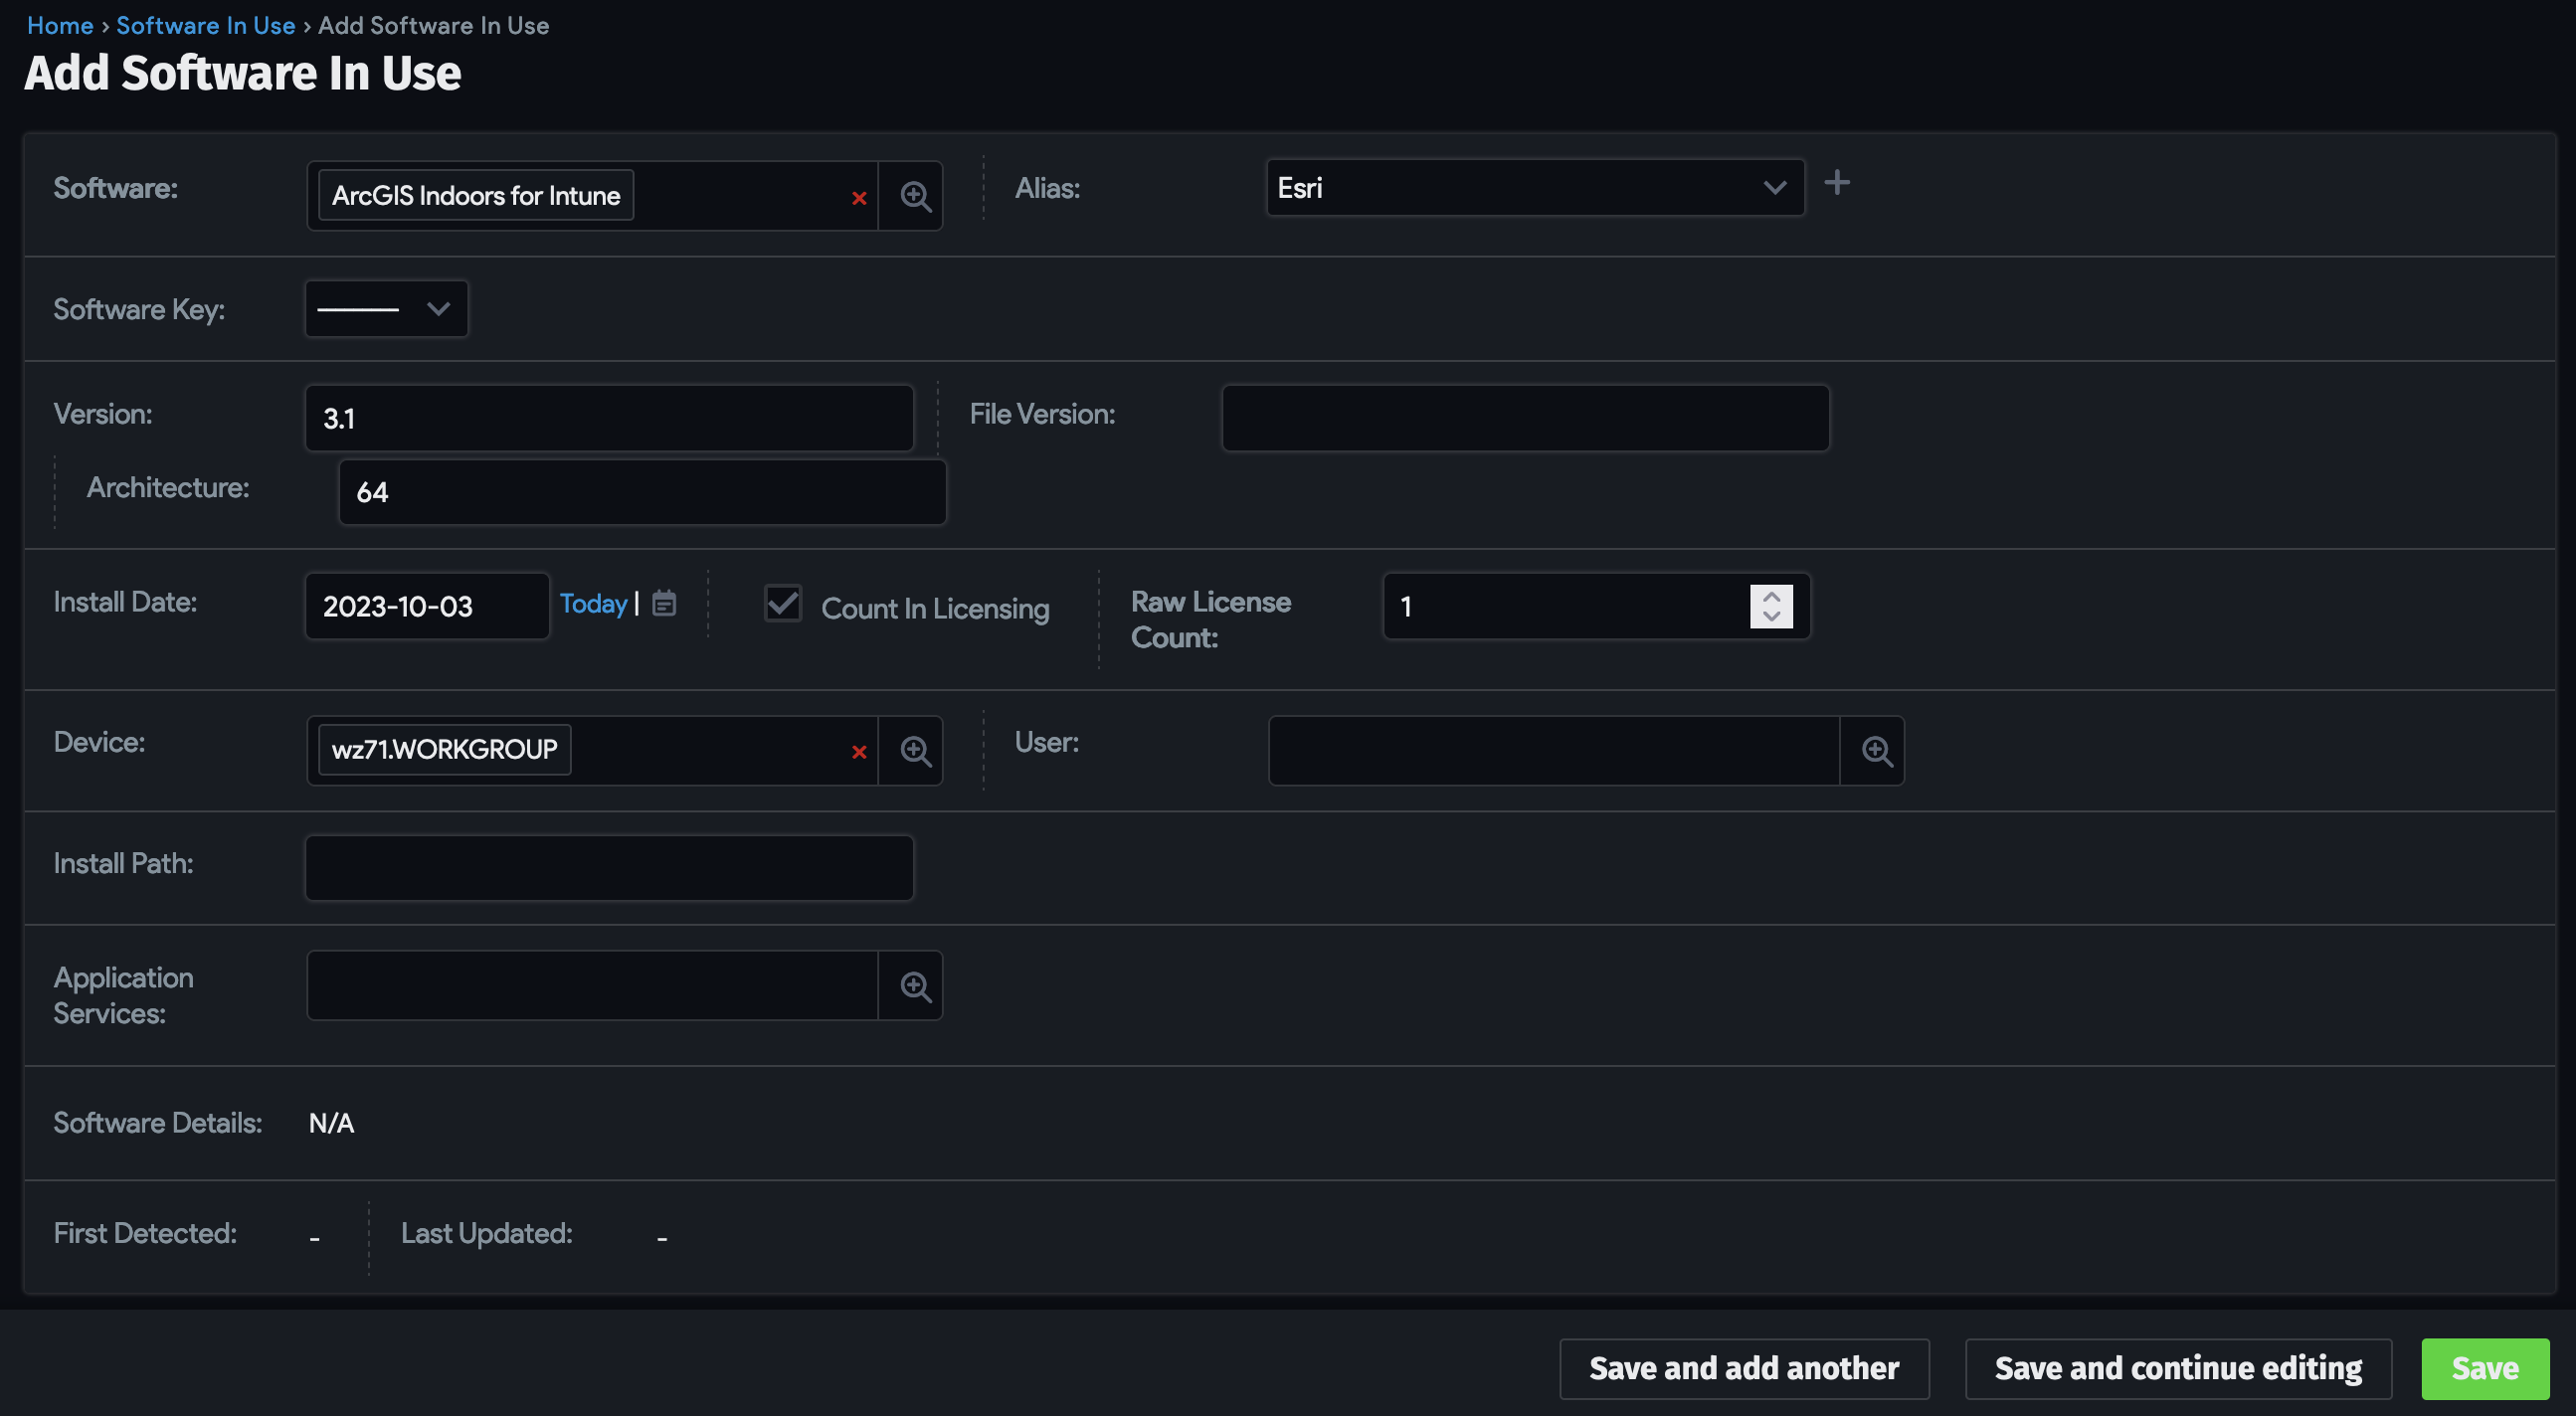 Home › Software In Use › Add Software In Use
Add Software In Use
Software: ArcGIS Indoors for Intune Alias: Esri
Software Key:
Version: 3.1 File Version:
Architecture: 64
Install Date: 2023-10-03 Today | Count In Licensing Raw License Count: 1
Device: wz71.WORKGROUP User:
Install Path:
Application
Services:
Software Details: N/A
First Detected: - Last Updated: -
Save and add another Save and continue editing Save